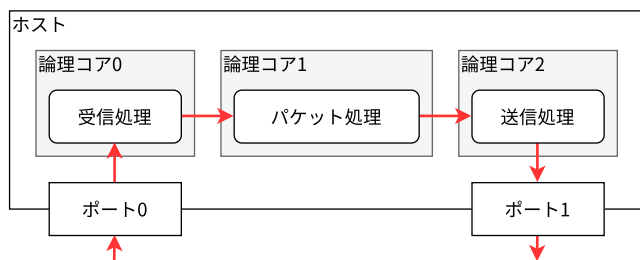 ホスト
論理コア0
論理コア1
論理コア2
受信処理
パケット処理
送信処理
ポート0
ポート1